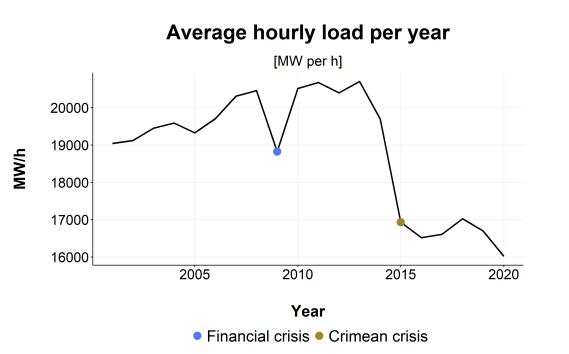 Average hourly load per year
[MW per h]
MW/h
20000
19000
18000
17000
16000
2005 2010 2015 2020
Year
Financial crisis Crimean crisis